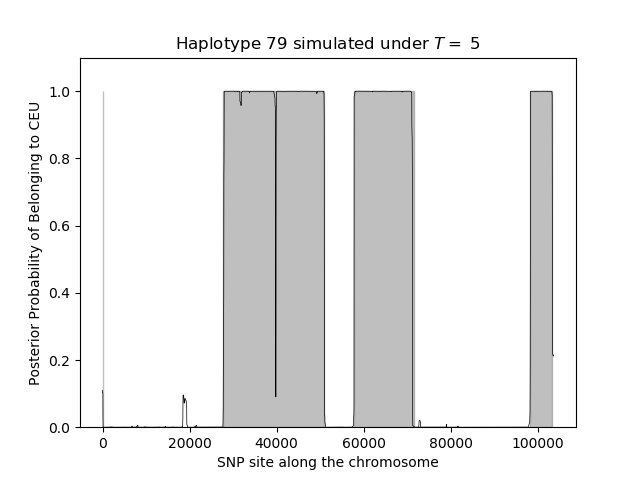 Haplotype 79 simulated under T = 5
Posterior Probability of Belonging to CEU
1.0
0.8
0.6
0.4
0.2
0.0
0 20000 40000 60000 80000 100000
SNP site along the chromosome